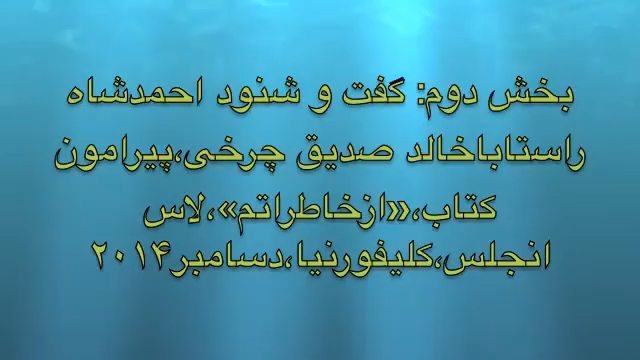 بخش دوم: گفت و شنود احمدشاه
راستاباخالد صدیق چرخی،پیرامون
کتاب،«ازخاطراتم»،لاس
انجلس،کلیفورنیا،دسامبر۲۰۱۴